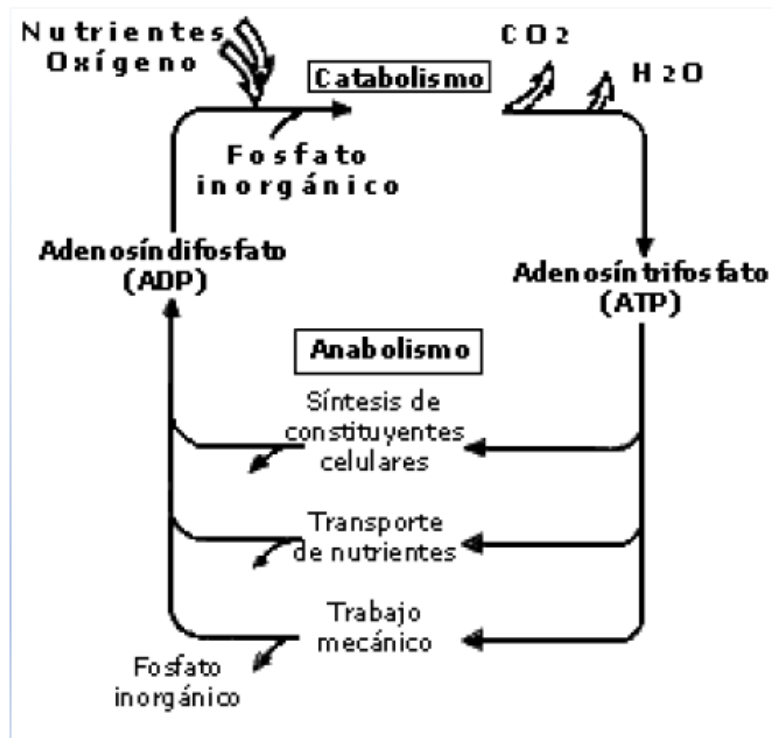 Nutrientes
Oxígeno
Catabolismo
CO2
H2O
Fosfato
inorgánico
Adenosíndifosfato
(ADP)
Adenosíntrifosfato
(ATP)
Anabolismo
Síntesis de
constituyentes
celulares
Transporte
de nutrientes
Trabajo
mecánico
Fosfato
inorgánico